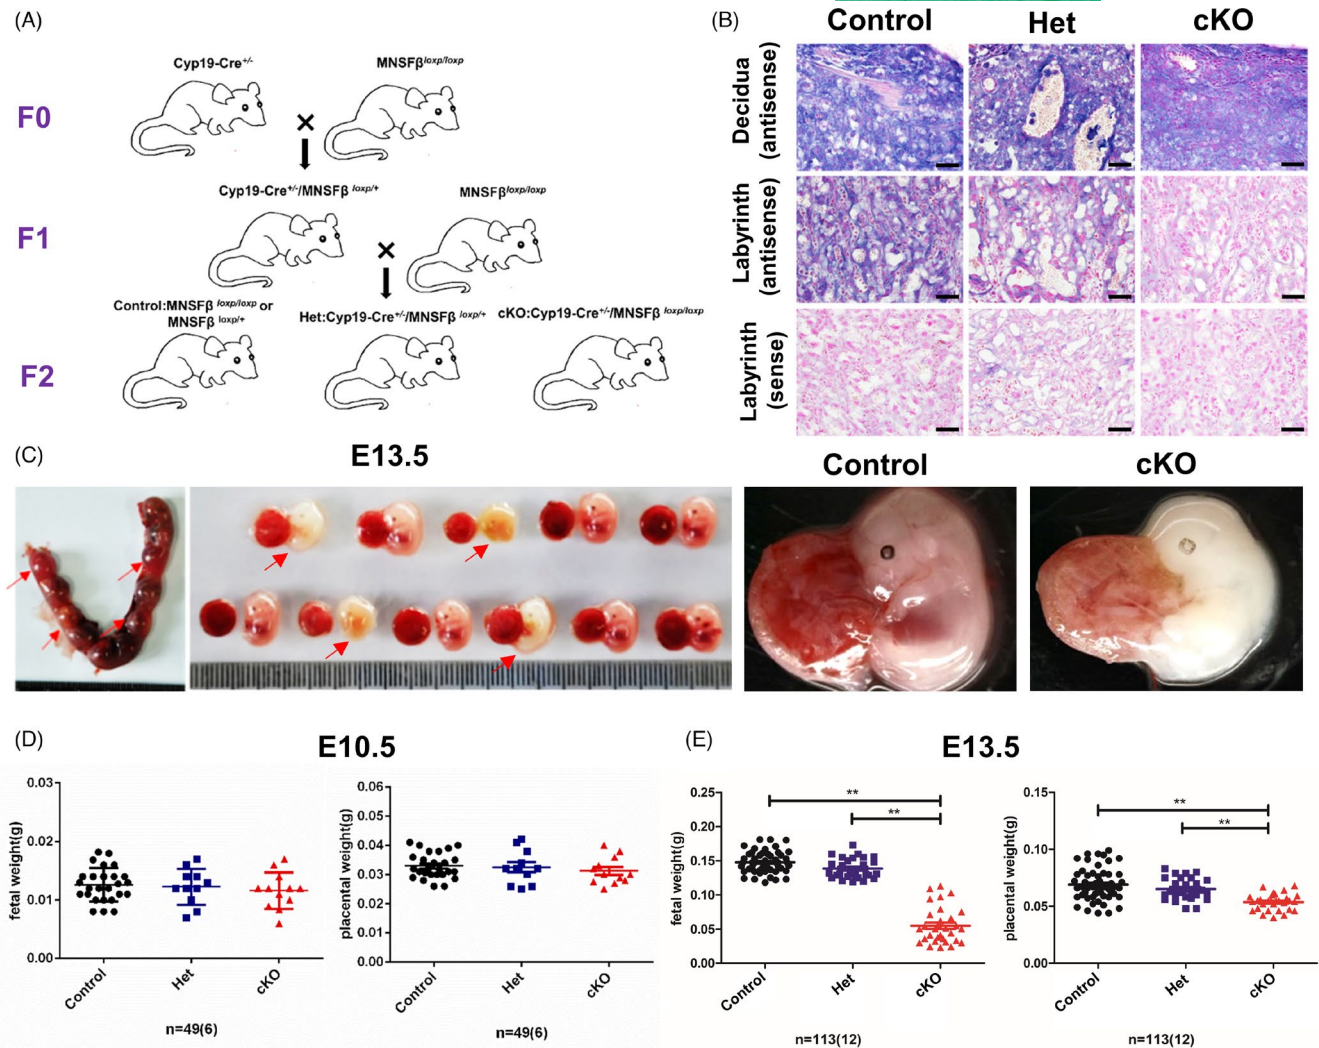 (A)
Cyp19-Cre+/-
MNSFβloxp/loxp
F0
×
Cyp19-Cre+/-/MNSFβ loxp/+
MNSFβloxp/loxp
F1
×
Control:MNSFβ loxp/loxp or
MNSFβ loxp/+
Het:Cyp19-Cre+/-/MNSFβ loxp/+
cKO:Cyp19-Cre+/-/MNSFβ loxp/loxp
F2
(B)
Control
Het
cKO
Decidua
(antisense)
Labyrinth
(antisense)
Labyrinth
(sense)
(C)
E13.5
Control
cKO
(D)
E10.5
fetal weight(g)
0.03
0.02
0.01
0.00
Control
Het
cKO
n=49(6)
placental weight(g)
0.06
0.05
0.04
0.03
0.02
0.01
0.00
Control
Het
cKO
n=49(6)
(E)
E13.5
fetal weight(g)
0.25
0.20
0.15
0.10
0.05
0.00
**
**
Control
Het
cKO
n=113(12)
placental weight(g)
0.15
0.10
0.05
0.00
**
**
Control
Het
cKO
n=113(12)